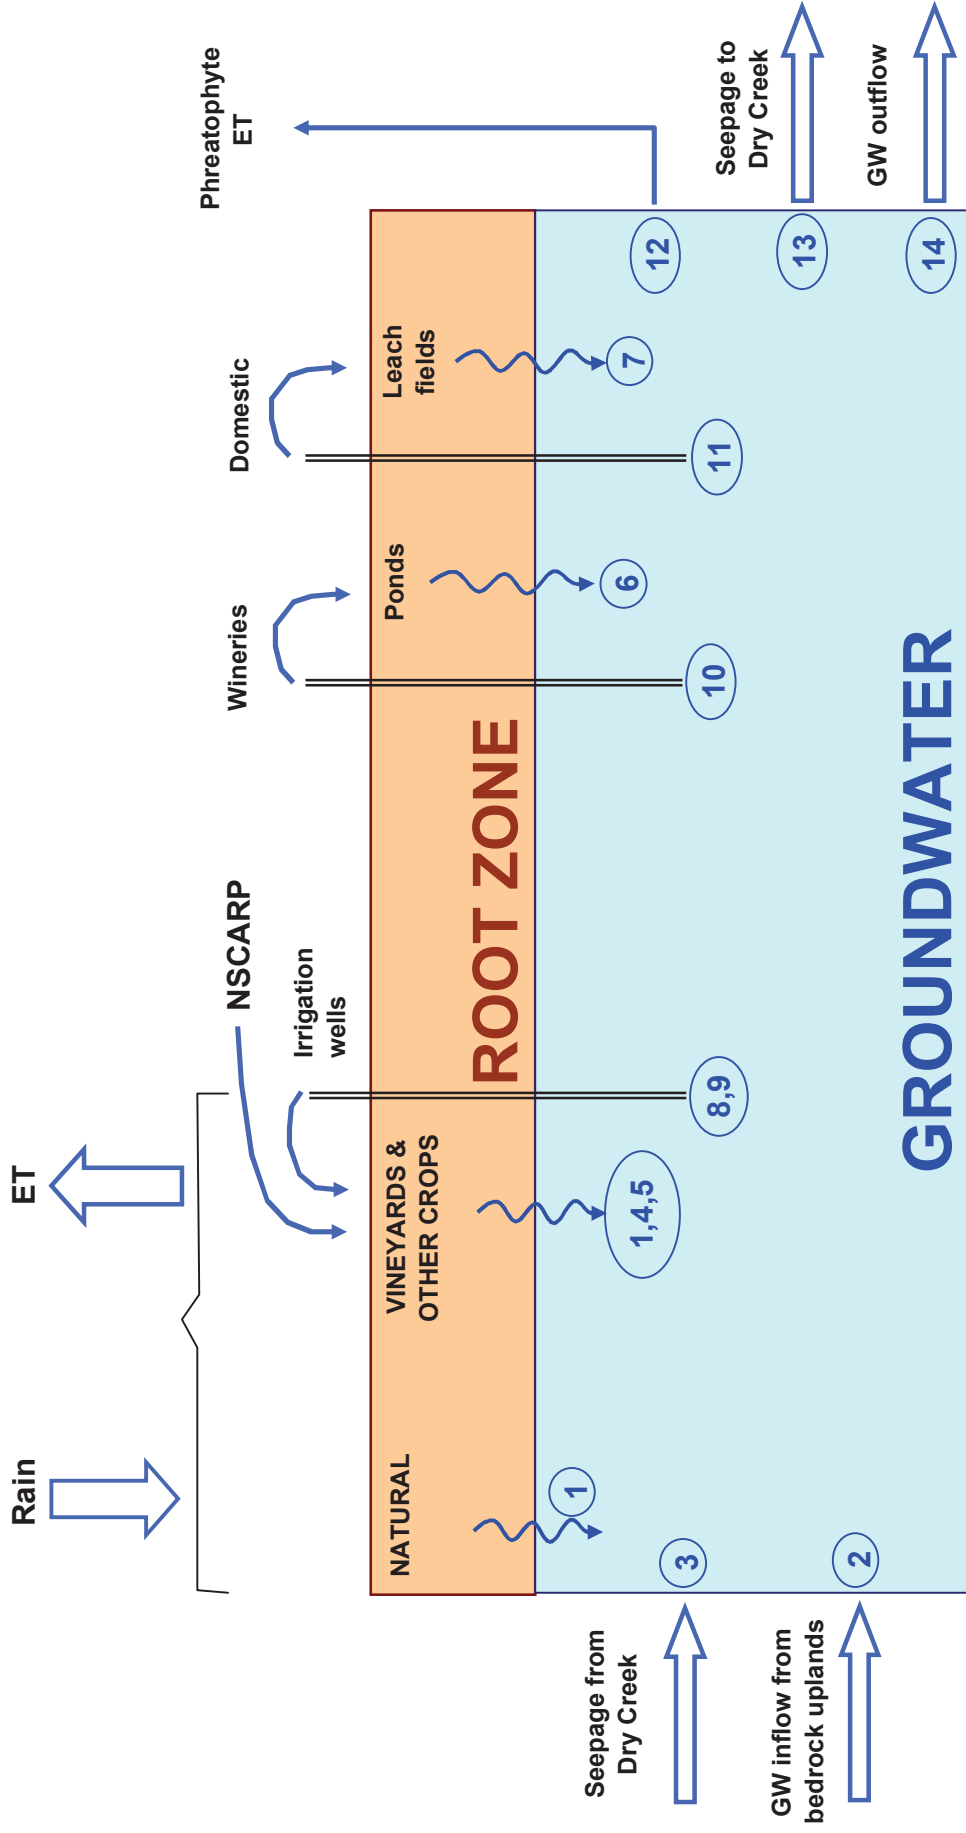 Rain
ET
NSCARP
Irrigation
wells
Wineries
Domestic
Phreatophyte
ET
NATURAL
VINEYARDS &
OTHER CROPS
Ponds
Leach
fields
ROOT ZONE
Seepage from
Dry Creek
GW inflow from
bedrock uplands
1
3
2
1,4,5
8,9
10
6
11
7
12
13
14
Seepage to
Dry Creek
GW outflow
GROUNDWATER